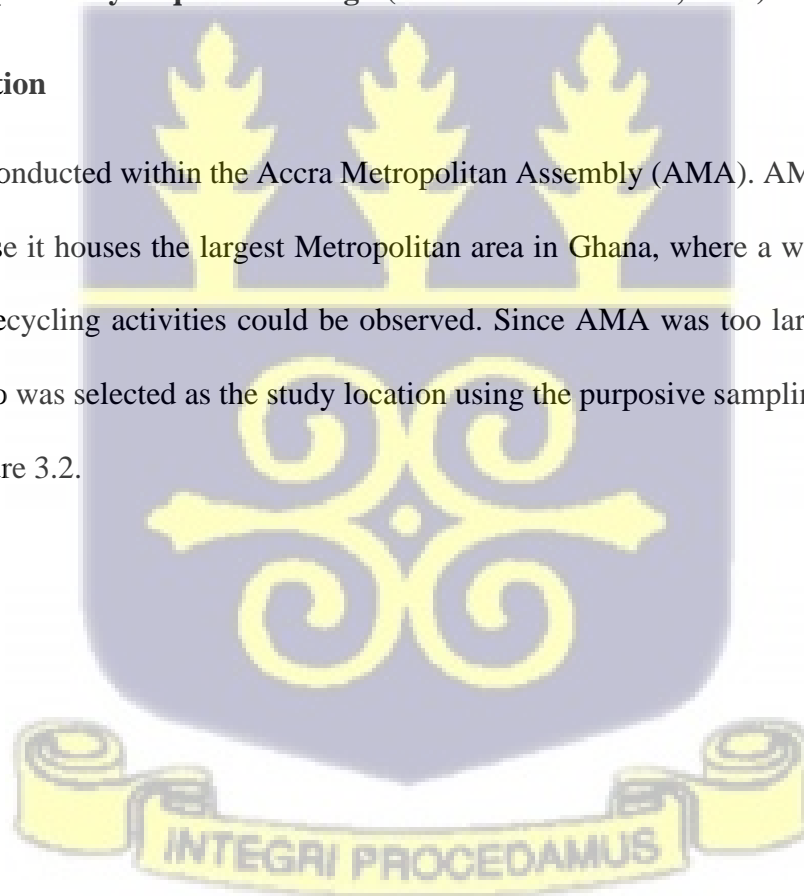 tion
onducted within the Accra Metropolitan Assembly (AMA). AM
se it houses the largest Metropolitan area in Ghana, where a w
ecycling activities could be observed. Since AMA was too lar
o was selected as the study location using the purposive samplin
re 3.2.
INTEGRI PROCEDAMUS